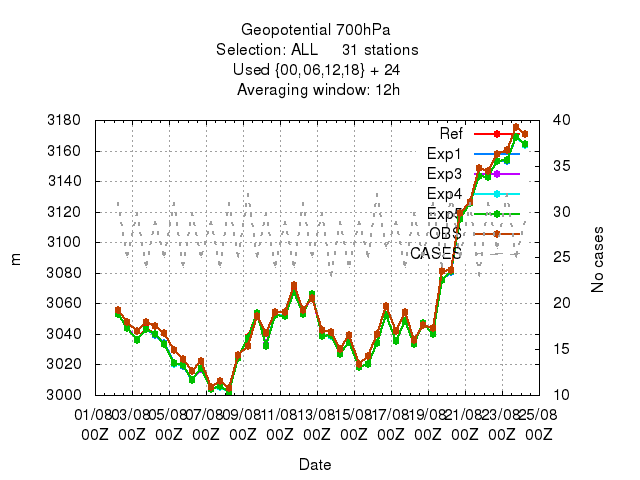 Geopotential 700hPa
Selection: ALL 31 stations
Used {00,06,12,18} + 24
Averaging window: 12h
3180
3160
3140
3120
3100
3080
3060
3040
3020
3000
m
40
35
30
25
20
15
10
No cases
Ref
Exp1
Exp3
Exp4
Exp5
OBS
CASES
01/08 03/08 05/08 07/08 09/08 11/08 13/08 15/08 17/08 19/08 21/08 23/08 25/08
00Z 00Z 00Z 00Z 00Z 00Z 00Z 00Z 00Z 00Z 00Z 00Z 00Z
Date